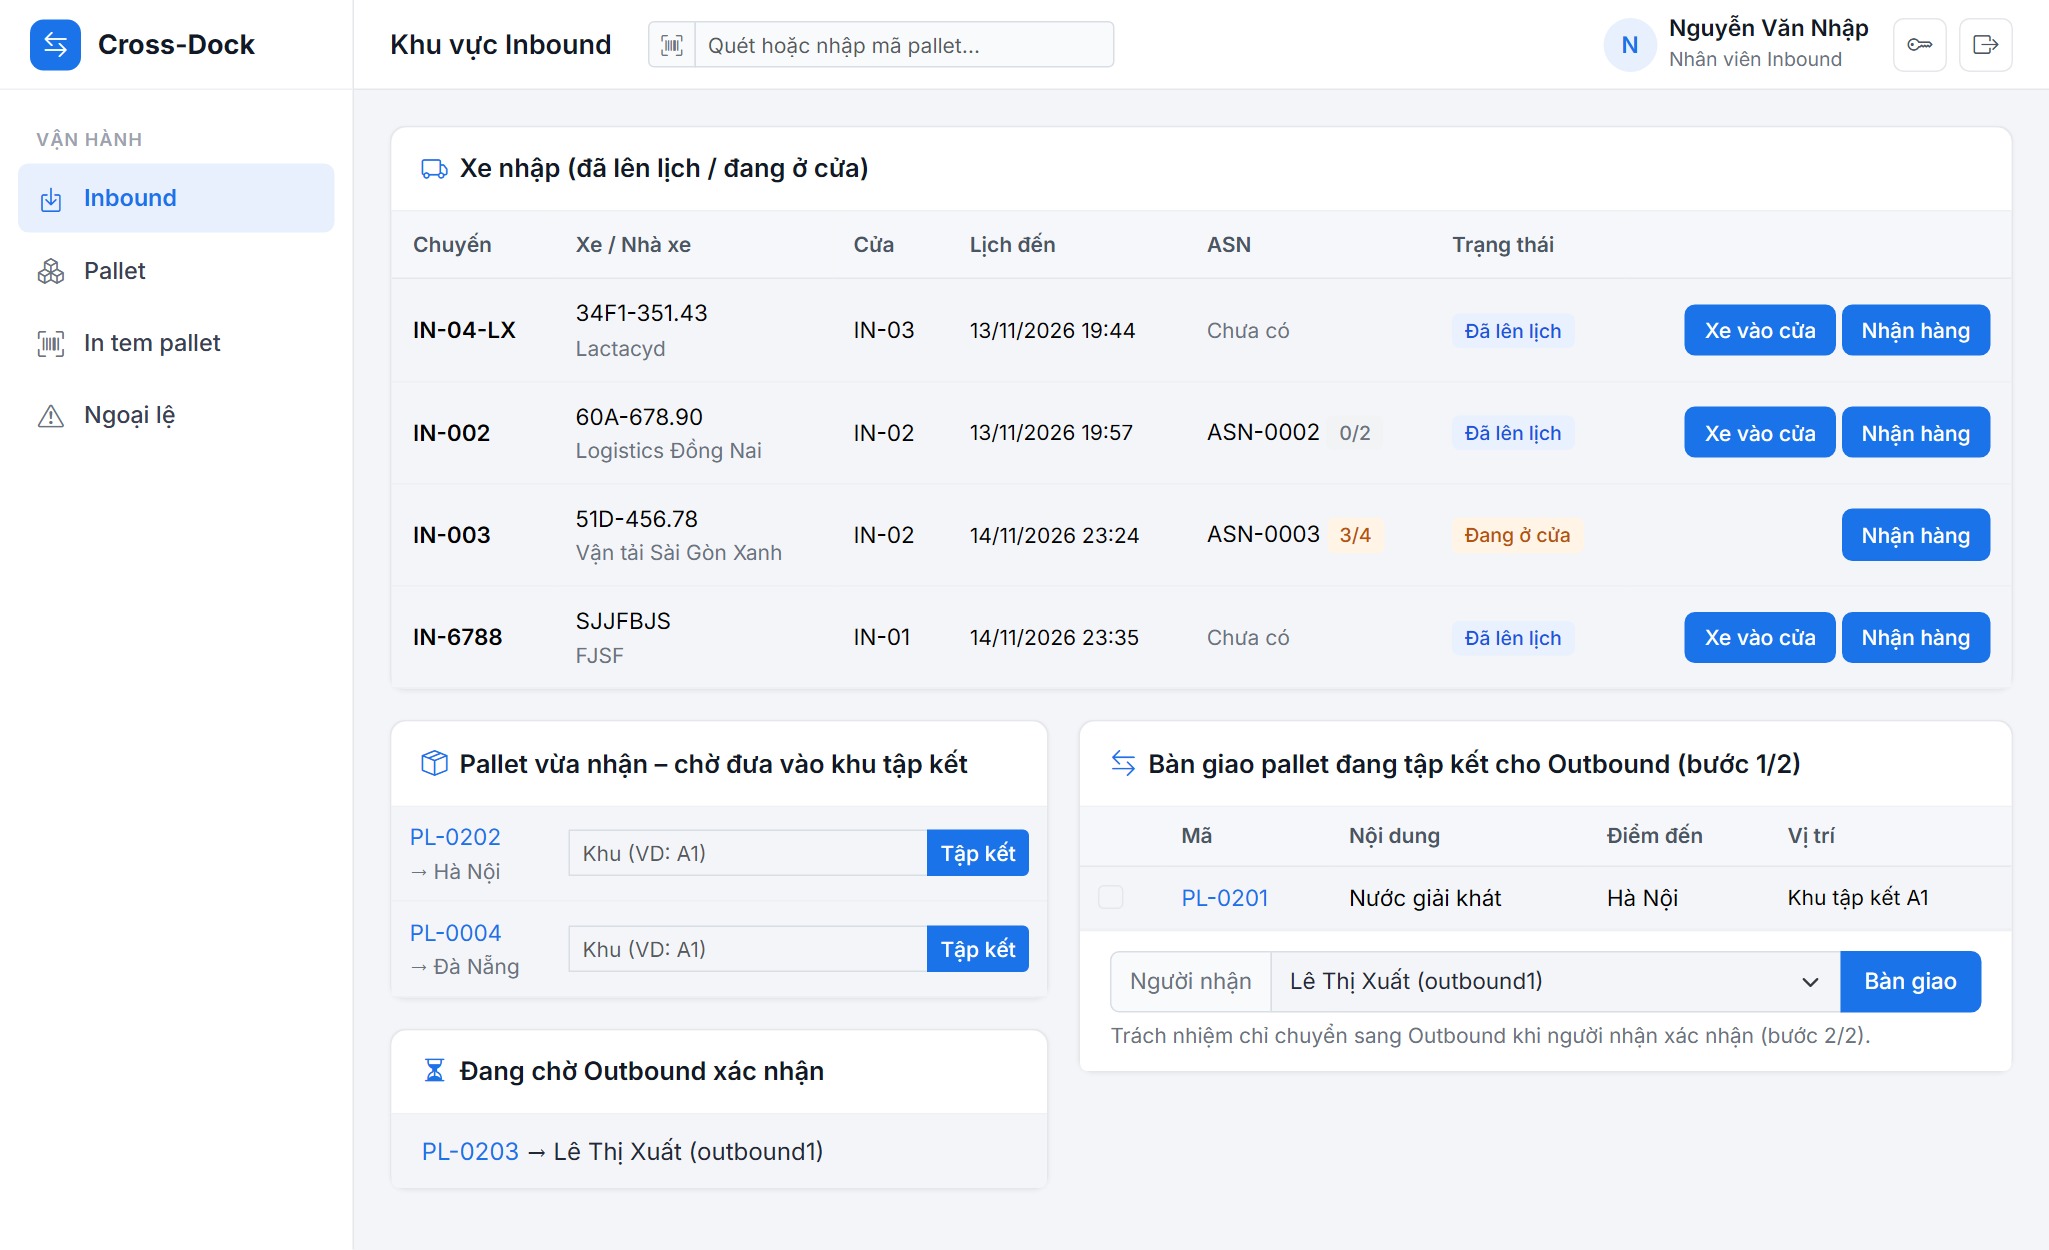 Cross-Dock
Khu vực Inbound
Quét hoặc nhập mã pallet...
N
Nguyễn Văn Nhập
Nhân viên Inbound
VẬN HÀNH
Inbound
Pallet
In tem pallet
Ngoại lệ
Xe nhập (đã lên lịch / đang ở cửa)
Chuyến Xe / Nhà xe Cửa Lịch đến ASN Trạng thái
IN-04-LX 34F1-351.43 IN-03 13/11/2026 19:44 Chưa có Đã lên lịch Xe vào cửa Nhận hàng
Lactacyd
IN-002 60A-678.90 IN-02 13/11/2026 19:57 ASN-0002 0/2 Đã lên lịch Xe vào cửa Nhận hàng
Logistics Đồng Nai
IN-003 51D-456.78 IN-02 14/11/2026 23:24 ASN-0003 3/4 Đang ở cửa Nhận hàng
Vận tải Sài Gòn Xanh
IN-6788 SJJFBJS IN-01 14/11/2026 23:35 Chưa có Đã lên lịch Xe vào cửa Nhận hàng
FJSF
Pallet vừa nhận – chờ đưa vào khu tập kết
PL-0202 Khu (VD: A1) Tập kết
→ Hà Nội
PL-0004 Khu (VD: A1) Tập kết
→ Đà Nẵng
Đang chờ Outbound xác nhận
PL-0203 → Lê Thị Xuất (outbound1)
Bàn giao pallet đang tập kết cho Outbound (bước 1/2)
Mã Nội dung Điểm đến Vị trí
PL-0201 Nước giải khát Hà Nội Khu tập kết A1
Người nhận Lê Thị Xuất (outbound1) Bàn giao
Trách nhiệm chỉ chuyển sang Outbound khi người nhận xác nhận (bước 2/2).